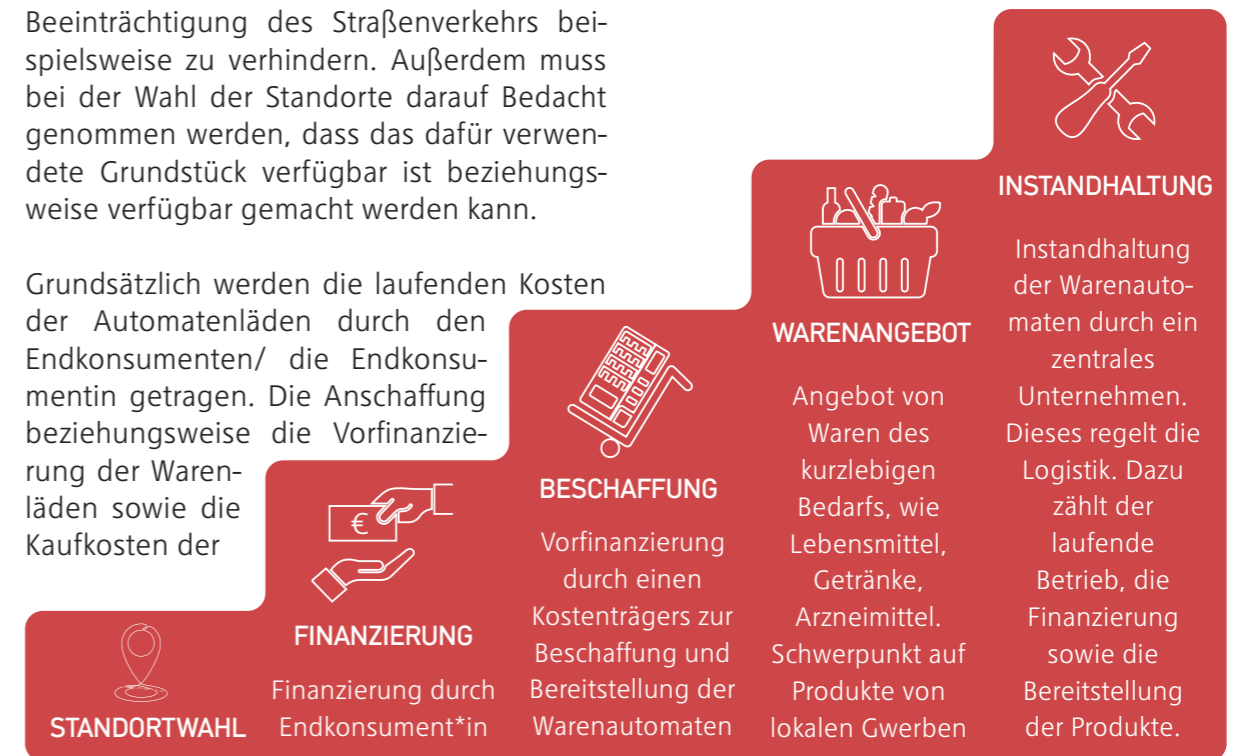 Beeinträchtigung des Straßenverkehrs bei-
spielsweise zu verhindern. Außerdem muss
bei der Wahl der Standorte darauf Bedacht
genommen werden, dass das dafür verwen-
dete Grundstück verfügbar ist beziehungs-
weise verfügbar gemacht werden kann.
Grundsätzlich werden die laufenden Kosten
der Automatenläden durch den
Endkonsumenten/ die Endkonsu-
mentin getragen. Die Anschaffung
beziehungsweise die Vorfinanzie-
rung der Waren-
läden sowie die
Kaufkosten der
STANDORTWAHL
€
FINANZIERUNG
Finanzierung durch
Endkonsument*in
BESCHAFFUNG
Vorfinanzierung
durch einen
Kostenträgers zur
Beschaffung und
Bereitstellung der
Warenautomaten
WARENANGEBOT
Angebot von
Waren des
kurzlebigen
Bedarfs, wie
Lebensmittel,
Getränke,
Arzneimittel.
Schwerpunkt auf
Produkte von
lokalen Gwerben
INSTANDHALTUNG
Instandhaltung
der Warenauto-
maten durch ein
zentrales
Unternehmen.
Dieses regelt die
Logistik. Dazu
zählt der
laufende
Betrieb, die
Finanzierung
sowie die
Bereitstellung
der Produkte.